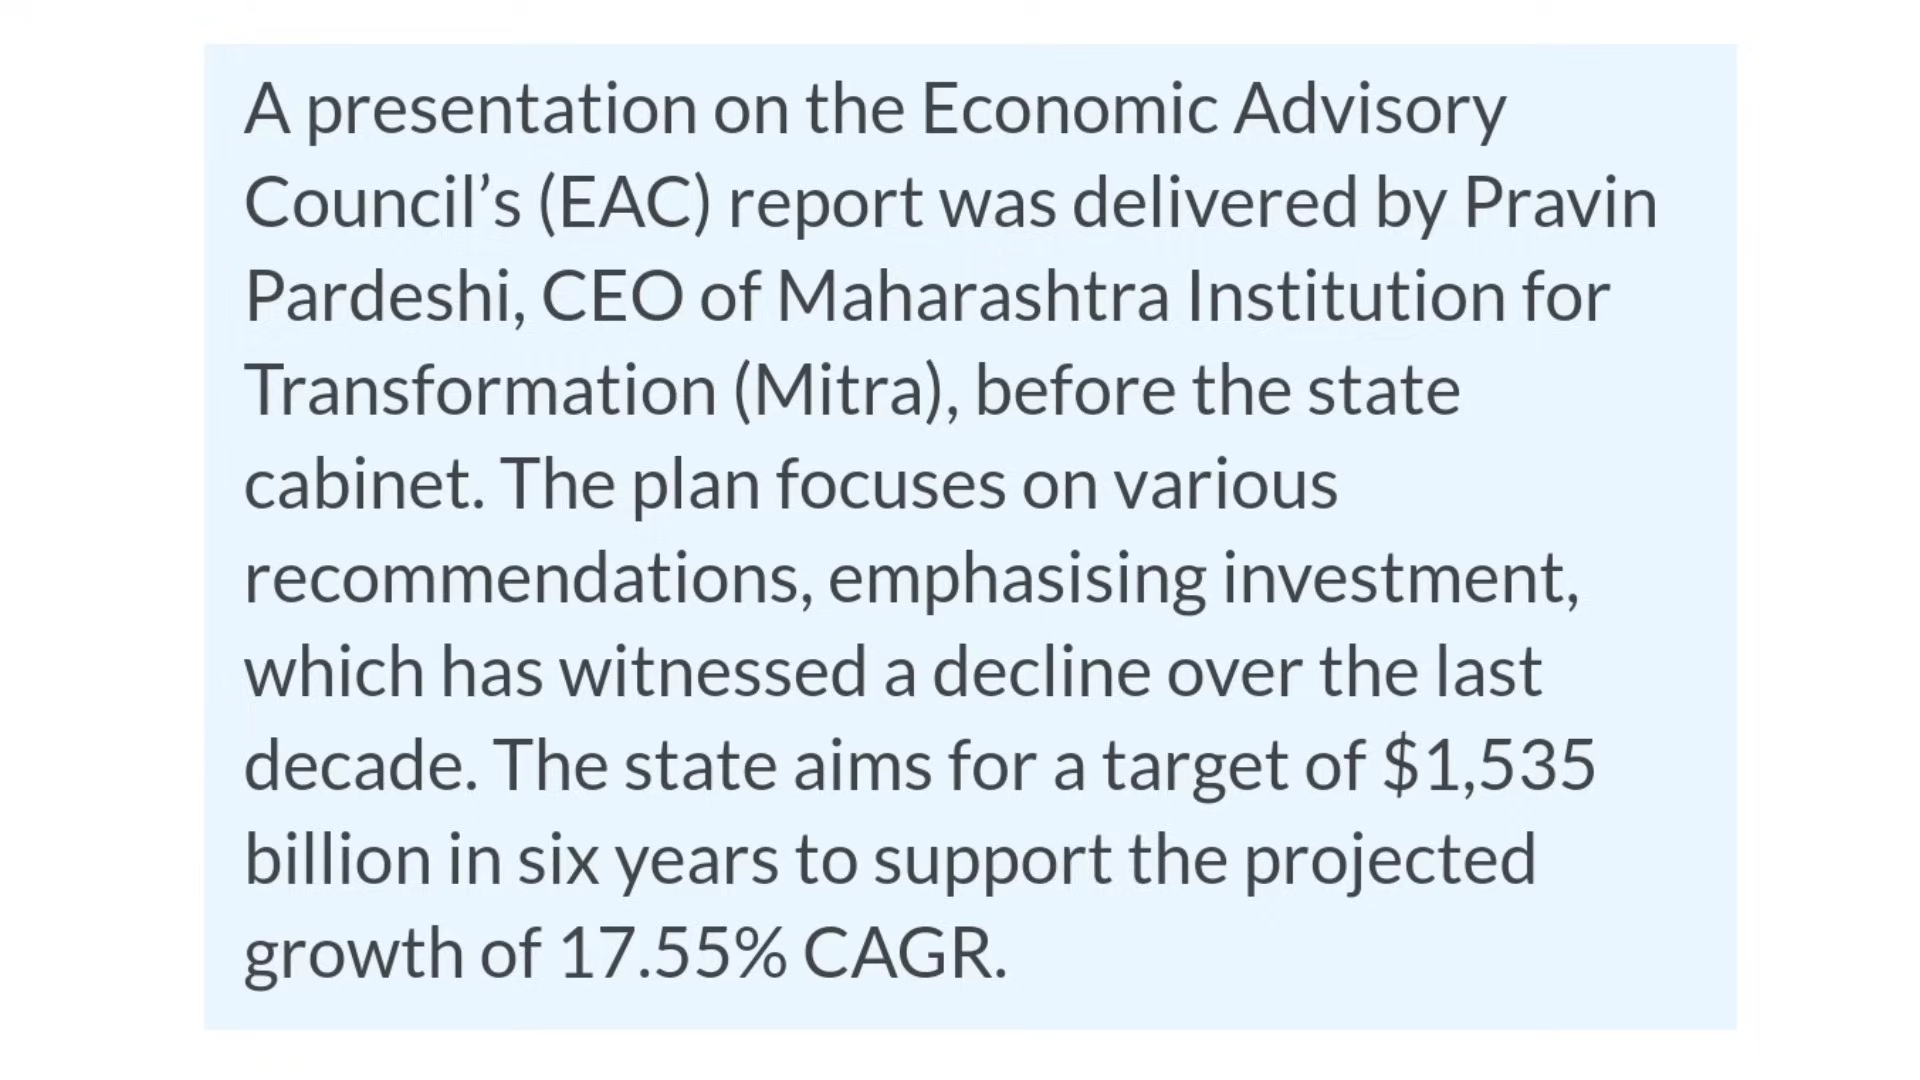 A presentation on the Economic Advisory
Council’s (EAC) report was delivered by Pravin
Pardeshi, CEO of Maharashtra Institution for
Transformation (Mitra), before the state
cabinet. The plan focuses on various
recommendations, emphasising investment,
which has witnessed a decline over the last
decade. The state aims for a target of $1,535
billion in six years to support the projected
growth of 17.55% CAGR.